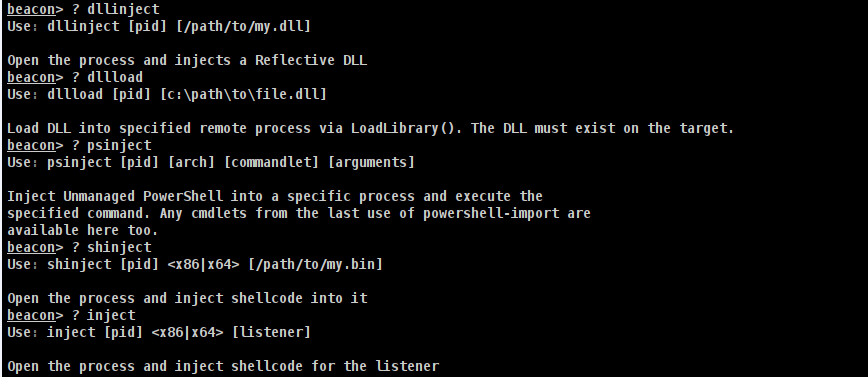 beacon> ? dllinject
Use: dllinject [pid] [/path/to/my.dll]
Open the process and injects a Reflective DLL
beacon> ? dllload
Use: dllload [pid] [c:\path\to\file.dll]
Load DLL into specified remote process via LoadLibrary(). The DLL must exist on the target.
beacon> ? psinject
Use: psinject [pid] [arch] [commandlet] [arguments]
Inject Unmanaged PowerShell into a specific process and execute the
specified command. Any cmdlets from the last use of powershell-import are
available here too.
beacon> ? shinject
Use: shinject [pid] <x86|x64> [/path/to/my.bin]
Open the process and inject shellcode into it
beacon> ? inject
Use: inject [pid] <x86|x64> [listener]
Open the process and inject shellcode for the listener